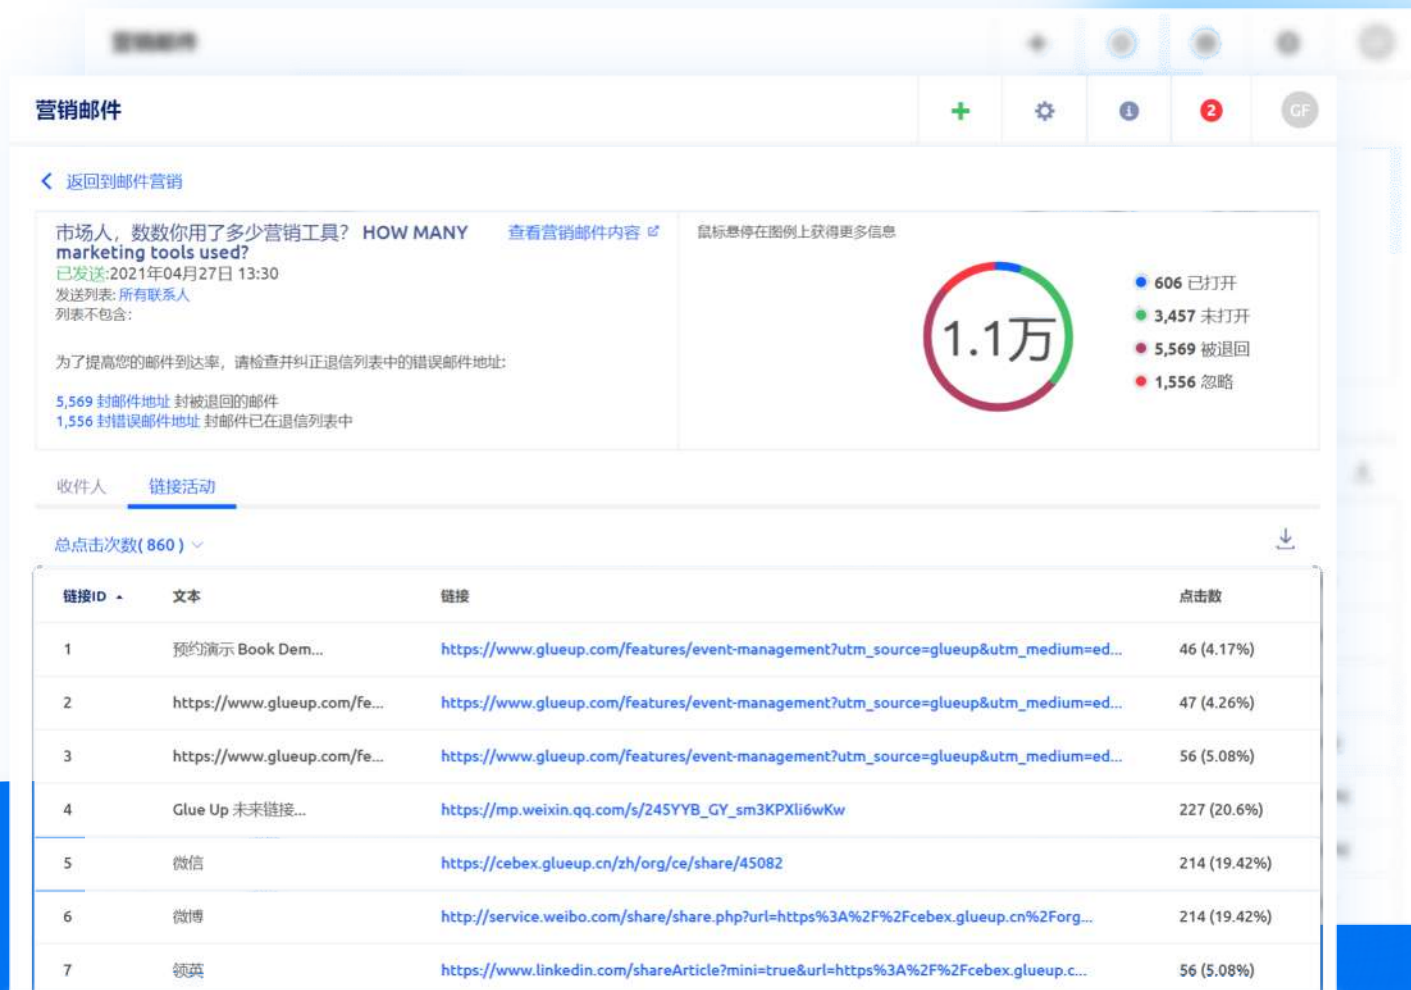 营销邮件
2
GF
返回到邮件营销
市场人，数数你用了多少营销工具？ HOW MANY
marketing tools used?
查看营销邮件内容
已发送:2021年04月27日 13:30
发送列表: 所有联系人
列表不包含:
为了提高您的邮件到达率，请检查并纠正退信列表中的错误邮件地址:
5,569 封邮件地址 封被退回的邮件
1,556 封错误邮件地址 封邮件已在退信列表中
鼠标悬停在图例上获得更多信息
1.1万
606 已打开
3,457 未打开
5,569 被退回
1,556 忽略
收件人 链接活动
总点击次数( 860 )
链接ID 文本 链接 点击数
1 预约演示 Book Dem... https://www.glueup.com/features/event-management?utm_source=glueup&utm_medium=ed... 46 (4.17%)
2 https://www.glueup.com/fe... https://www.glueup.com/features/event-management?utm_source=glueup&utm_medium=ed... 47 (4.26%)
3 https://www.glueup.com/fe... https://www.glueup.com/features/event-management?utm_source=glueup&utm_medium=ed... 56 (5.08%)
4 Glue Up 未来链接... https://mp.weixin.qq.com/s/245YYB_GY_sm3KPXli6wKw 227 (20.6%)
5 微信 https://cebex.glueup.cn/zh/org/ce/share/45082 214 (19.42%)
6 微博 http://service.weibo.com/share/share.php?url=https%3A%2F%2Fcebex.glueup.cn%2Forg... 214 (19.42%)
7 领英 https://www.linkedin.com/shareArticle?mini=true&url=https%3A%2F%2Fcebex.glueup.c... 56 (5.08%)